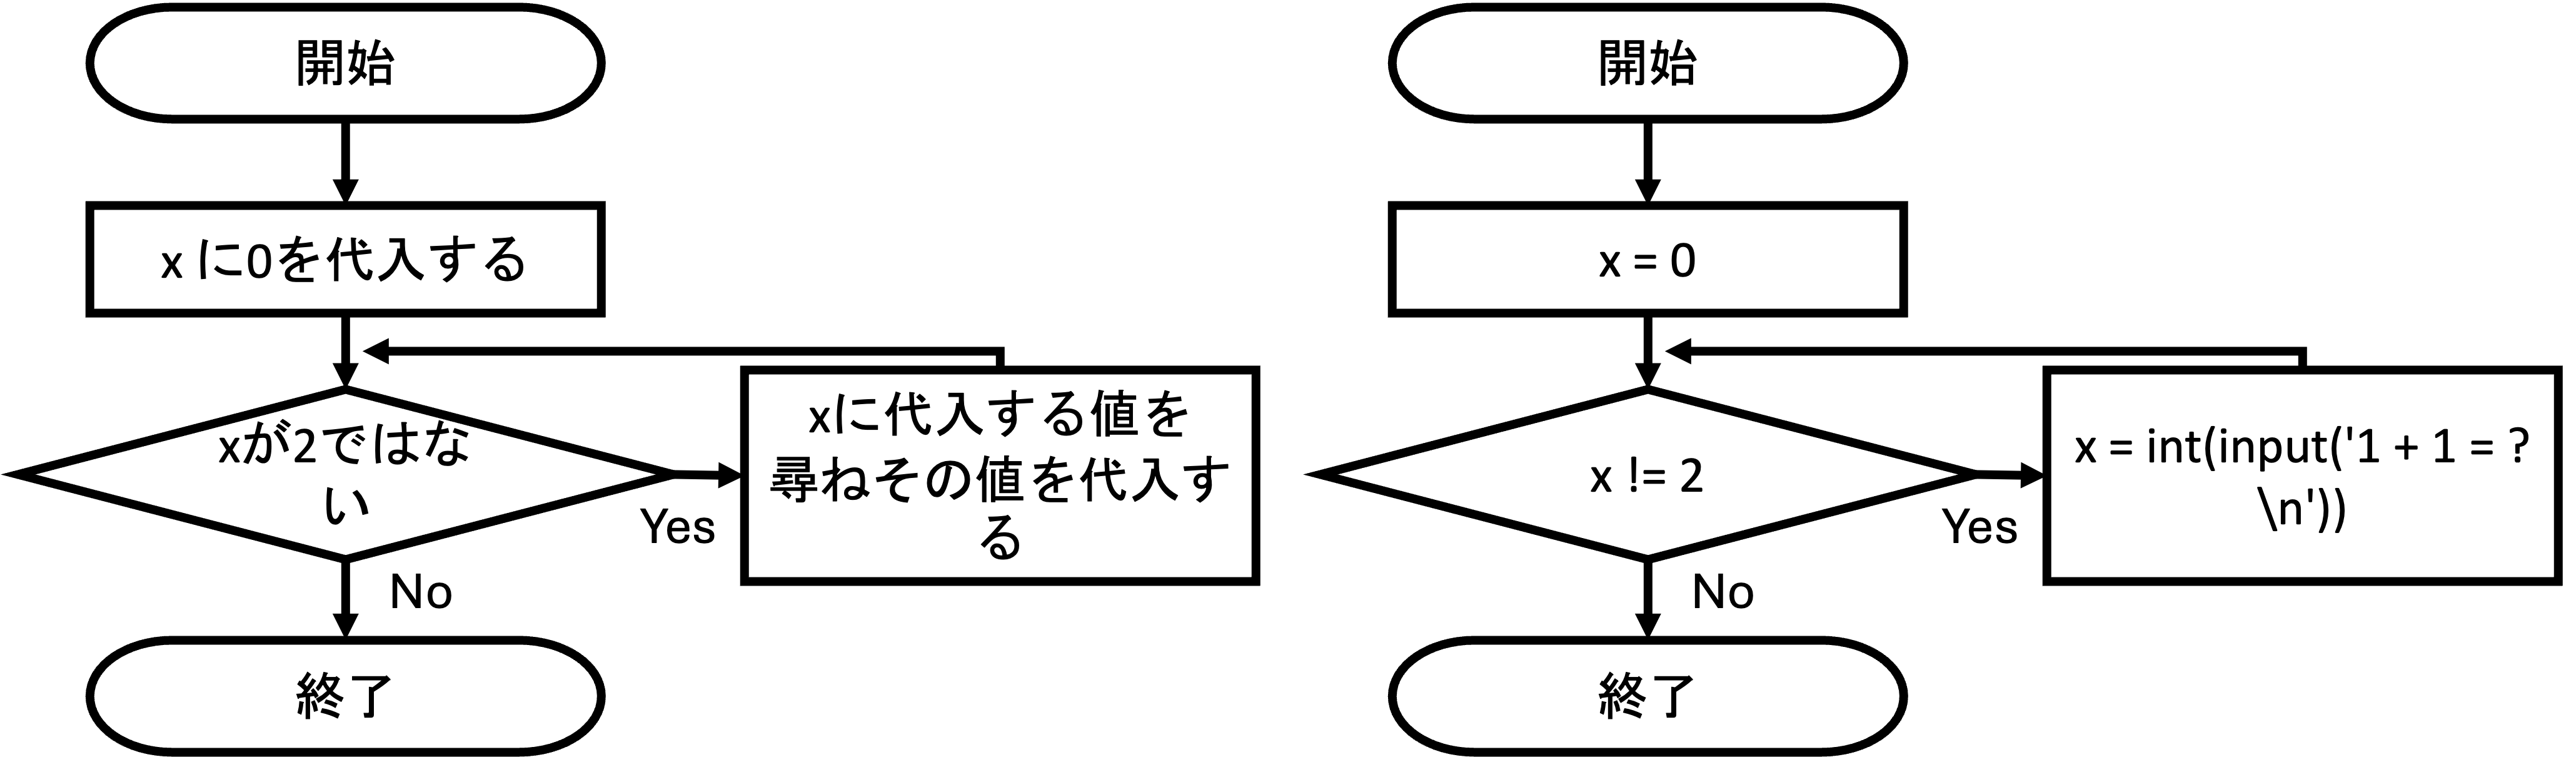 開始
x に0を代入する
xが2ではな
い
Yes
xに代入する値を
尋ねその値を代入す
る
No
終了
開始
x = 0
x != 2
Yes
x = int(input('1 + 1 = ?
\n'))
No
終了